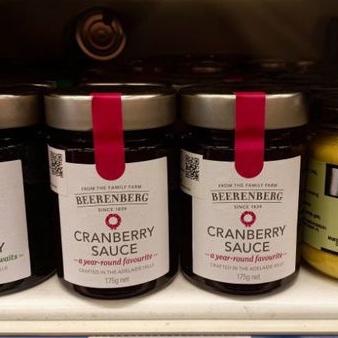 FROM THE FAMILY FARM
BEERENBERG
SINCE 1839
CRANBERRY
SAUCE
a year-round favourite
CRAFTED IN THE ADELAIDE HILLS
175g net
FROM THE FAMILY FARM
BEERENBERG
SINCE 1839
CRANBERRY
SAUCE
a year-round favourite
CRAFTED IN THE ADELAIDE HILLS
175g net